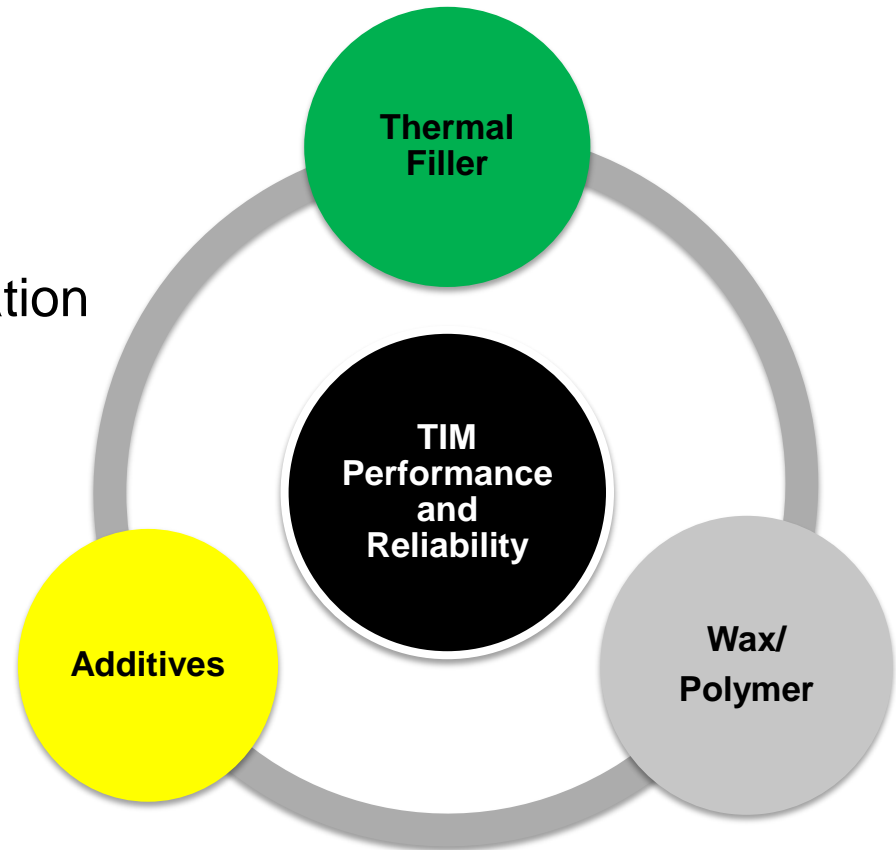 Thermal
Filler
TIM
Performance
and
Reliability
Additives
Wax/
Polymer